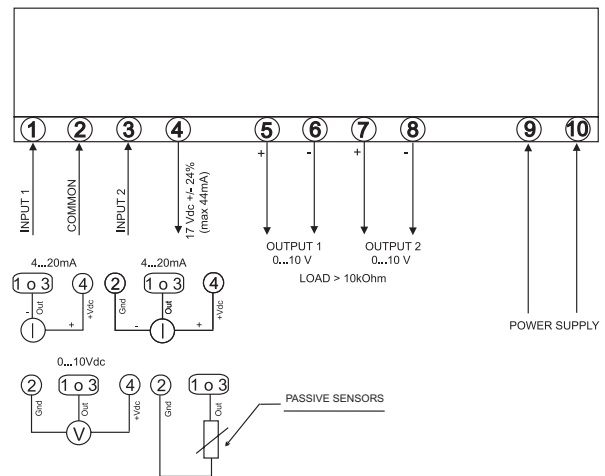 1 2 3 4 5 6 7 8 9 10
+ - + -
INPUT 1
COMMON
INPUT 2
17 Vdc +/- 24%
(max 44mA)
OUTPUT 1
0...10 V
OUTPUT 2
0...10 V
LOAD > 10kOhm
POWER SUPPLY
4...20mA
1 o 3 4
- Out + +Vdc
I
4...20mA
2 1 o 3 4
Gnd - Out + +Vdc
I
0...10Vdc
2 1 o 3 4
Gnd Out +Vdc
V
2 1 o 3
Gnd Out
PASSIVE SENSORS